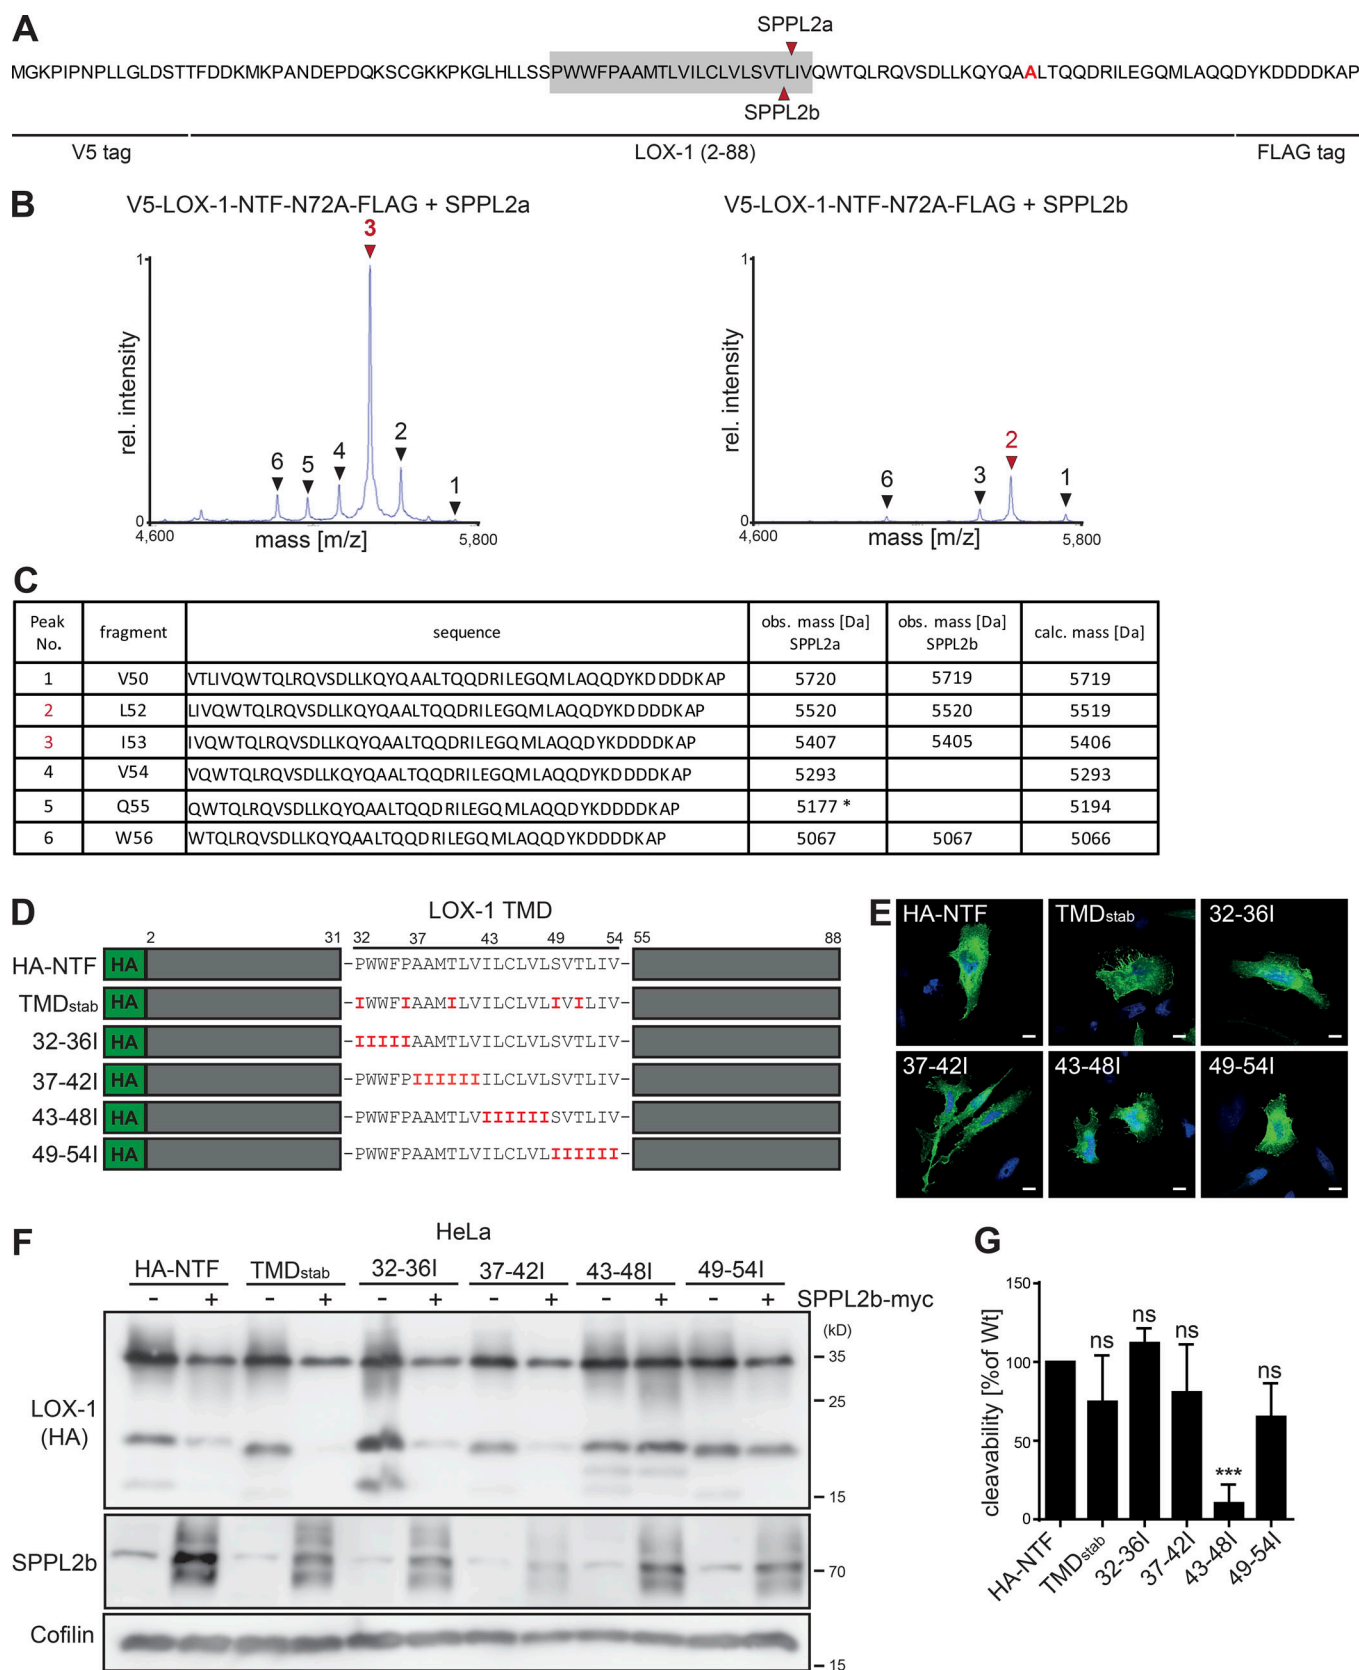 A
SPPL2a
MGKPIPNPLLGLDSTTFDDKMKPANDEPDQKSCGKKPKGLHLLSSPWWFPAAMTLVILCLVLSVTLIVQWTQLRQVSDLLKQYQAALTQQDRILEGQMLAQQDYKDDDDKAP
SPPL2b
V5 tag
LOX-1 (2-88)
FLAG tag
B
V5-LOX-1-NTF-N72A-FLAG + SPPL2a
V5-LOX-1-NTF-N72A-FLAG + SPPL2b
1
rel. intensity
6
5
4
3
2
1
0
4,600
mass [m/z]
5,800
1
rel. intensity
6
3
2
1
0
4,600
mass [m/z]
5,800
C
Peak No. fragment sequence obs. mass [Da] SPPL2a obs. mass [Da] SPPL2b calc. mass [Da]
1 V50 VTLIVQWTQLRQVSDLLKQYQAALTQQDRILEGQMLAQQDYKDDDDKAP 5720 5719 5719
2 L52 LIVQWTQLRQVSDLLKQYQAALTQQDRILEGQMLAQQDYKDDDDKAP 5520 5520 5519
3 I53 IVQWTQLRQVSDLLKQYQAALTQQDRILEGQMLAQQDYKDDDDKAP 5407 5405 5406
4 V54 VQWTQLRQVSDLLKQYQAALTQQDRILEGQMLAQQDYKDDDDKAP 5293 5293
5 Q55 QWTQLRQVSDLLKQYQAALTQQDRILEGQMLAQQDYKDDDDKAP 5177 * 5194
6 W56 WTQLRQVSDLLKQYQAALTQQDRILEGQMLAQQDYKDDDDKAP 5067 5067 5066
D
LOX-1 TMD
2 31 32 37 43 49 54 55 88
HA-NTF HA -PWWFPAAMTLVILCLVLSVTLIV-
TMDstab HA -IWWFIAAMILVILCLVLIVILIV-
32-36I HA -IIIIIAAMTLVILCLVLSVTLIV-
37-42I HA -PWWFPIIIIIIILCLVLSVTLIV-
43-48I HA -PWWFPAAMTLVIIIIIISVTLIV-
49-54I HA -PWWFPAAMTLVILCLVLIIIIII-
E
HA-NTF
TMDstab
32-36I
37-42I
43-48I
49-54I
F
HeLa
HA-NTF TMDstab 32-36I 37-42I 43-48I 49-54I
- + - + - + - + - + - + SPPL2b-myc
(kD)
LOX-1
(HA)
35
25
15
SPPL2b
70
Cofilin
15
G
cleavability [%of Wt]
150
100
50
0
ns
ns
ns
***
ns
HA-NTF
TMDstab
32-36I
37-42I
43-48I
49-54I